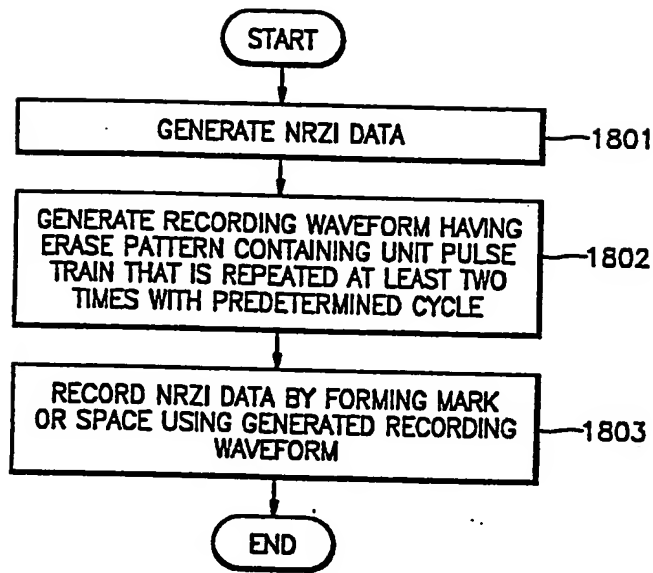 START
GENERATE NRZI DATA
1801
GENERATE RECORDING WAVEFORM HAVING
ERASE PATTERN CONTAINING UNIT PULSE
TRAIN THAT IS REPEATED AT LEAST TWO
TIMES WITH PREDETERMINED CYCLE
1802
RECORD NRZI DATA BY FORMING MARK
OR SPACE USING GENERATED RECORDING
WAVEFORM
1803
END